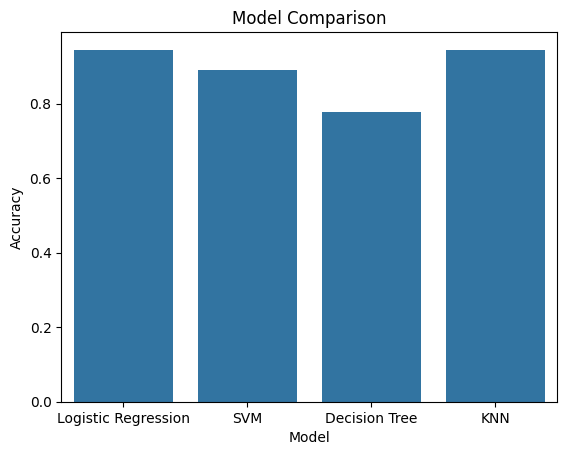 Model Comparison
Accuracy
0.8
0.6
0.4
0.2
0.0
Logistic Regression SVM Decision Tree KNN
Model